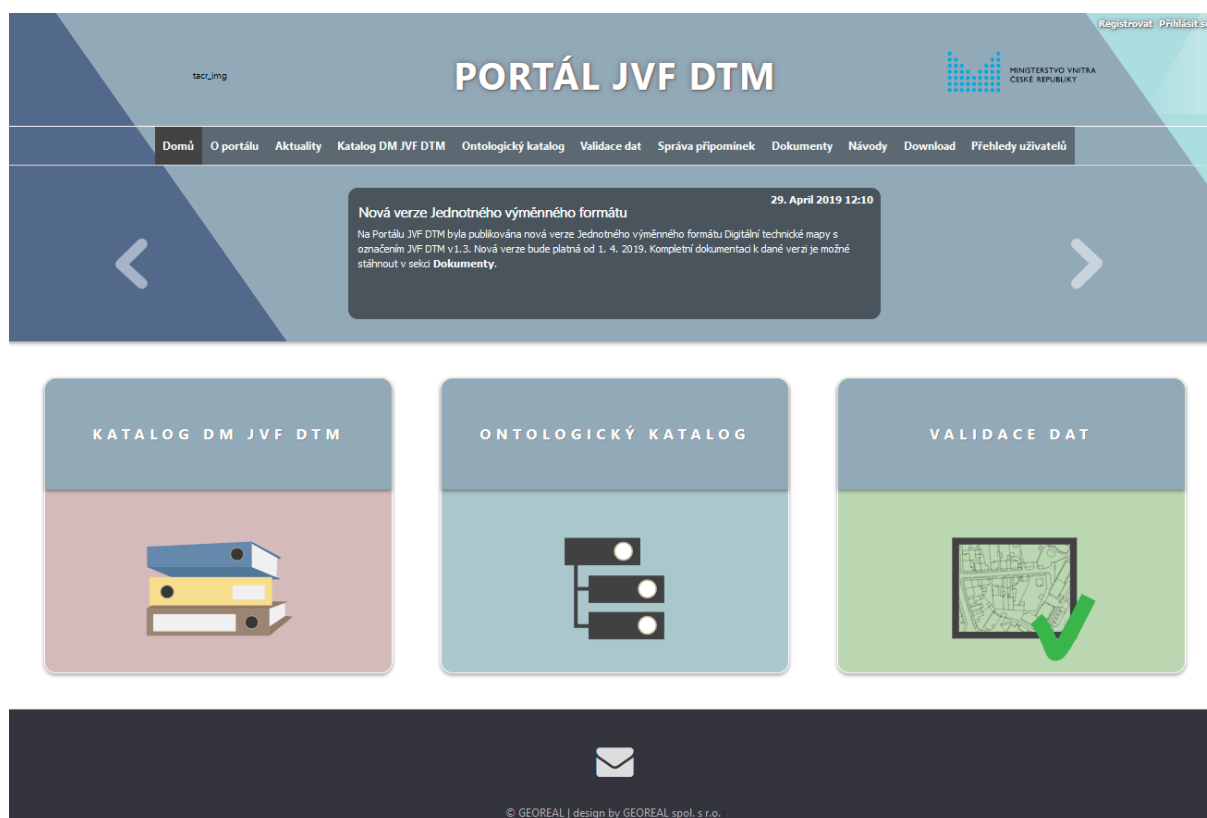 Registrovat Přihlásit se
tacr_img
PORTÁL JVF DTM
MINISTERSTVO VNITRA
ČESKÉ REPUBLIKY
Domů O portálu Aktuality Katalog DM JVF DTM Ontologický katalog Validace dat Správa připomínek Dokumenty Návody Download Přehledy uživatelů
29. April 2019 12:10
Nová verze Jednotného výměnného formátu
Na Portálu JVF DTM byla publikována nová verze Jednotného výměnného formátu Digitální technické mapy s
označením JVF DTM v1.3. Nová verze bude platná od 1. 4. 2019. Kompletní dokumentaci k dané verzi je možné
stáhnout v sekci Dokumenty.
KATALOG DM JVF DTM
ONTOLOGICKÝ KATALOG
VALIDACE DAT
© GEOREAL | design by GEOREAL spol. s r.o.